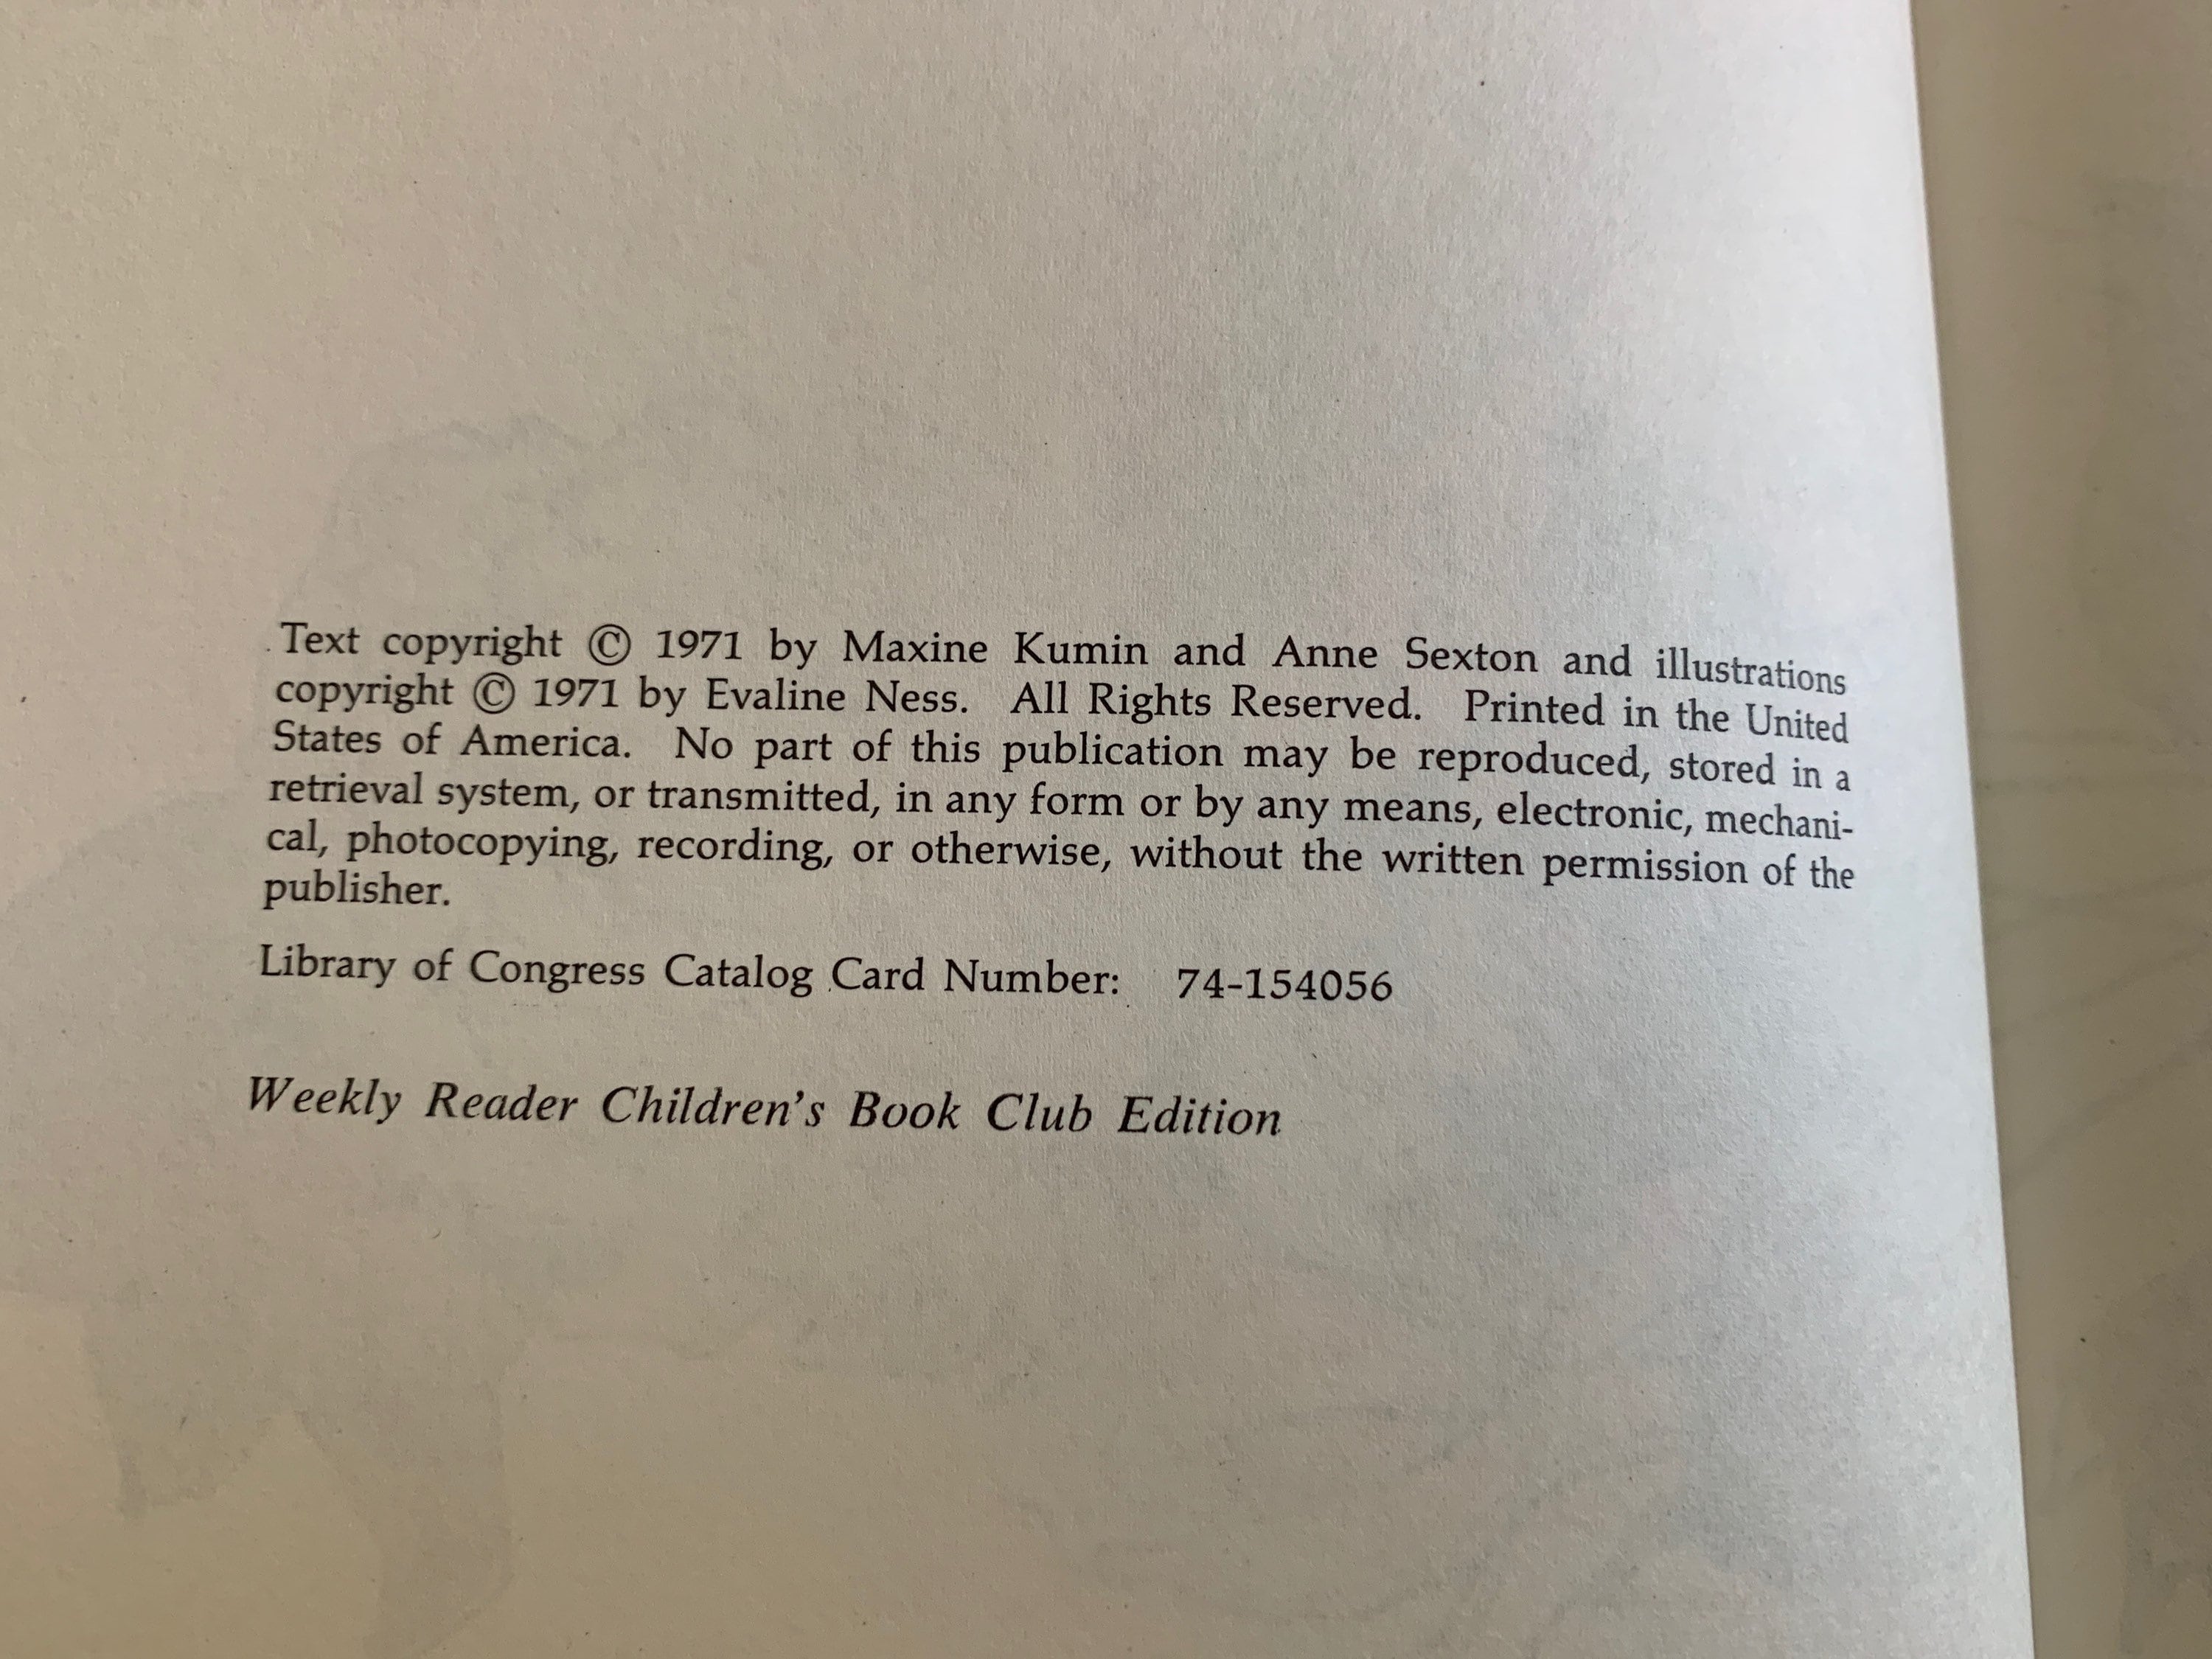 Text copyright © 1971 by Maxine Kumin and Anne Sexton and illustrations
copyright © 1971 by Evaline Ness. All Rights Reserved. Printed in the United
States of America. No part of this publication may be reproduced, stored in a
retrieval system, or transmitted, in any form or by any means, electronic, mechani-
cal, photocopying, recording, or otherwise, without the written permission of the
publisher.
Library of Congress Catalog Card Number: 74-154056
Weekly Reader Children's Book Club Edition